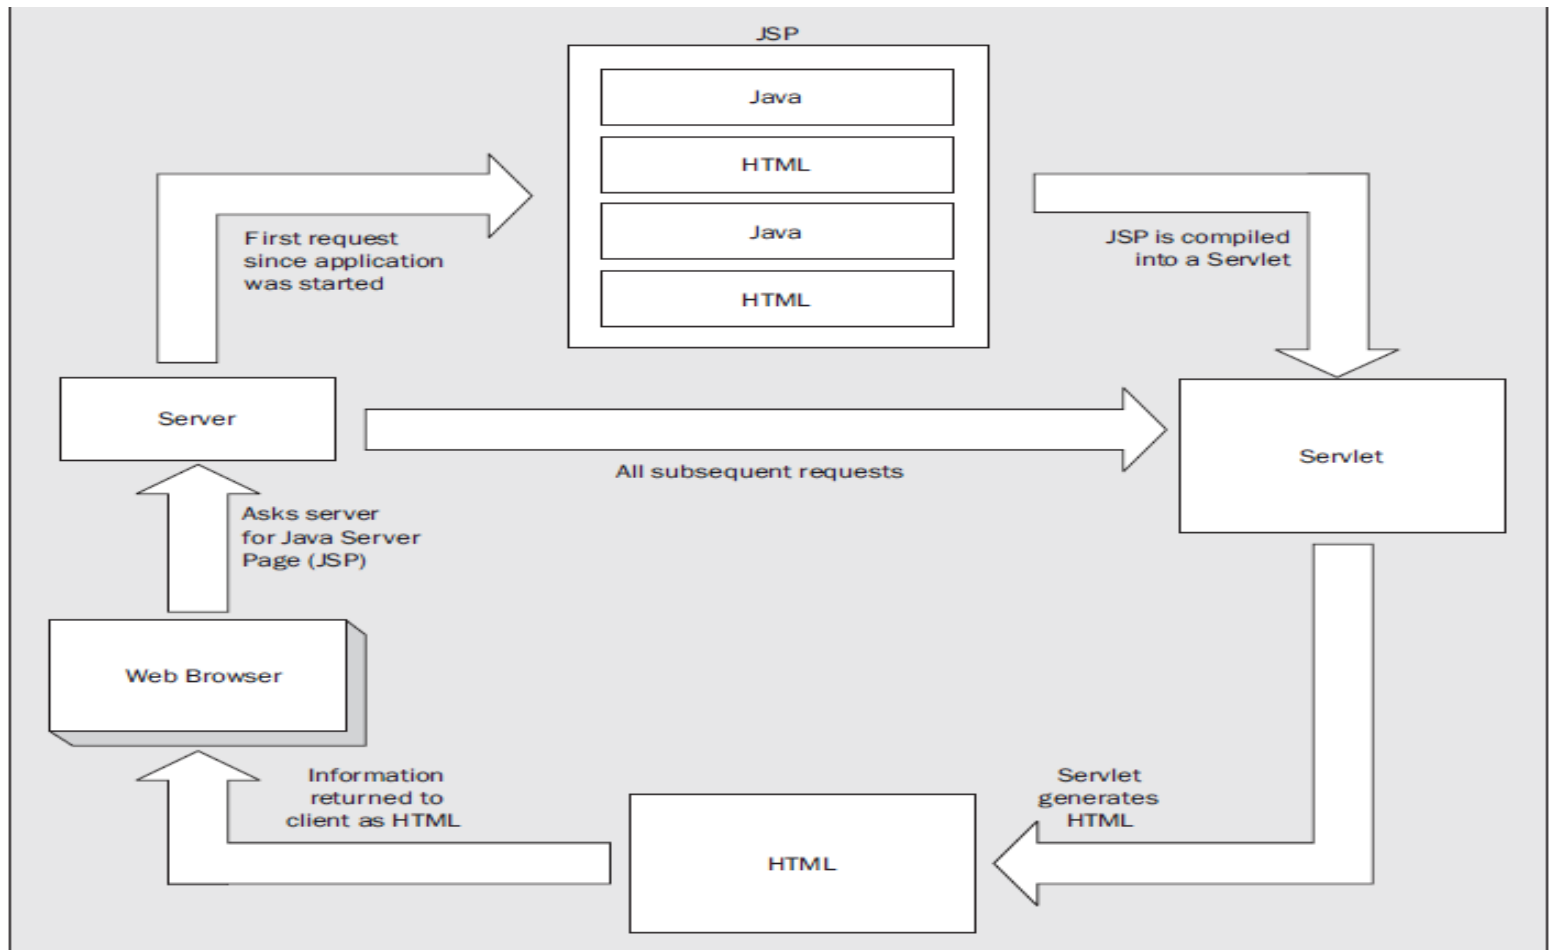 JSP
Java
HTML
Java
HTML
First request
since application
was started
JSP is compiled
into a Servlet
Server
All subsequent requests
Servlet
Asks server
for Java Server
Page (JSP)
Web Browser
Information
returned to
client as HTML
HTML
Servlet
generates
HTML